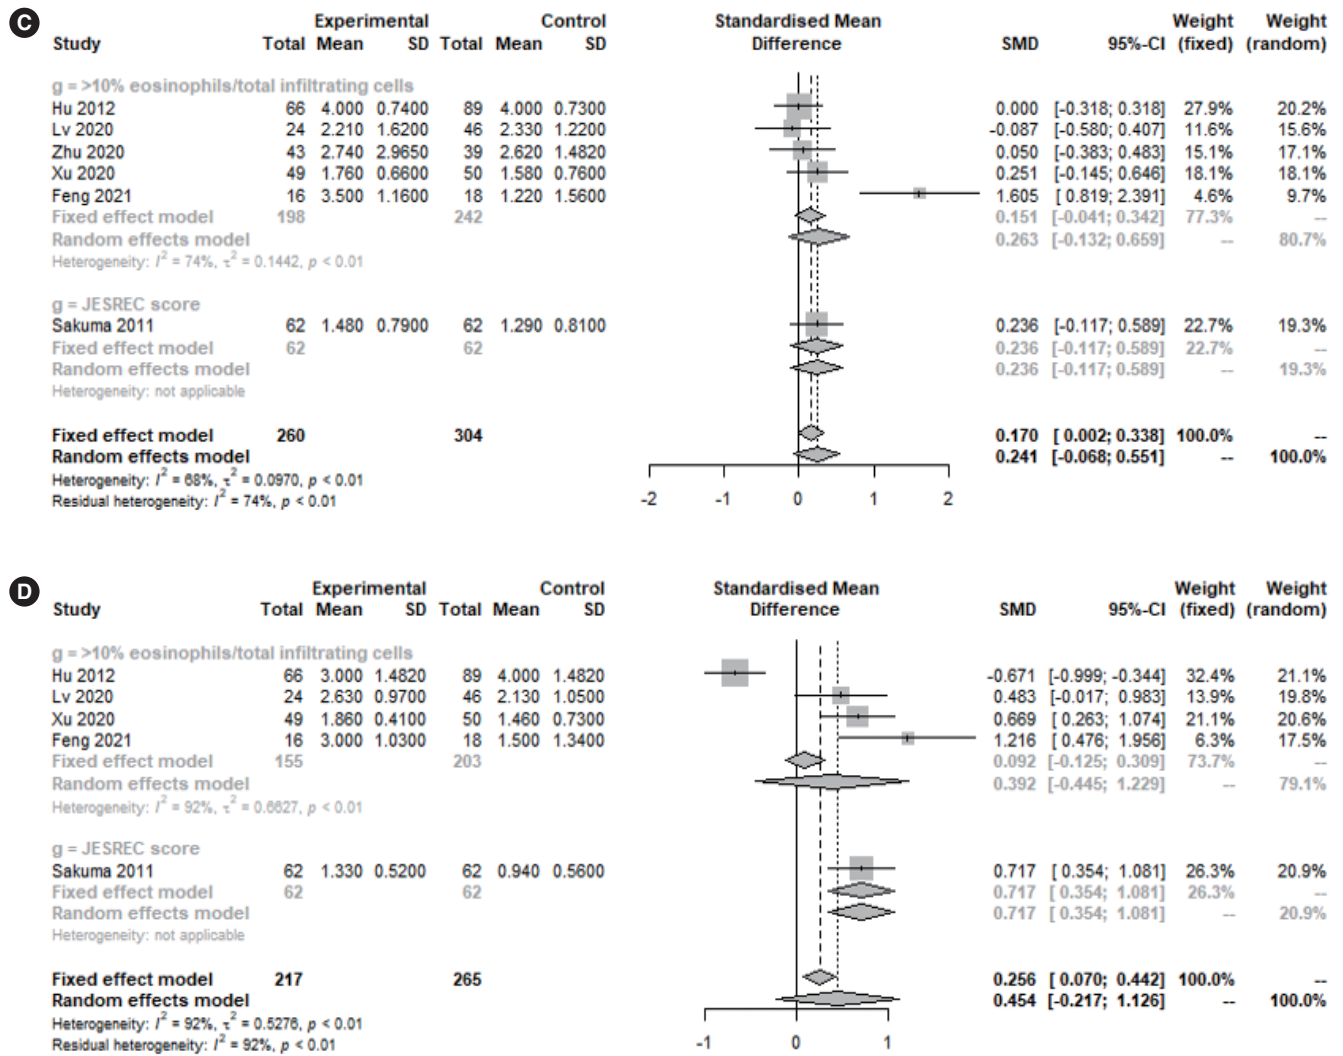 C
Experimental Control Standardised Mean Weight Weight
Study Total Mean SD Total Mean SD Difference SMD 95%-CI (fixed) (random)
g = >10% eosinophils/total infiltrating cells
Hu 2012 66 4.000 0.7400 89 4.000 0.7300 0.000 [-0.318; 0.318] 27.9% 20.2%
Lv 2020 24 2.210 1.6200 46 2.330 1.2200 -0.087 [-0.580; 0.407] 11.6% 15.6%
Zhu 2020 43 2.740 2.9650 39 2.620 1.4820 0.050 [-0.383; 0.483] 15.1% 17.1%
Xu 2020 49 1.760 0.6600 50 1.580 0.7600 0.251 [-0.145; 0.646] 18.1% 18.1%
Feng 2021 16 3.500 1.1600 18 1.220 1.5600 1.605 [ 0.819; 2.391] 4.6% 9.7%
Fixed effect model 198 242 0.151 [-0.041; 0.342] 77.3% --
Random effects model 0.263 [-0.132; 0.659] -- 80.7%
Heterogeneity: I² = 74%, τ² = 0.1442, p < 0.01
g = JESREC score
Sakuma 2011 62 1.480 0.7900 62 1.290 0.8100 0.236 [-0.117; 0.589] 22.7% 19.3%
Fixed effect model 62 62 0.236 [-0.117; 0.589] 22.7% --
Random effects model 0.236 [-0.117; 0.589] -- 19.3%
Heterogeneity: not applicable
Fixed effect model 260 304 0.170 [ 0.002; 0.338] 100.0% --
Random effects model 0.241 [-0.068; 0.551] -- 100.0%
Heterogeneity: I² = 68%, τ² = 0.0970, p < 0.01
Residual heterogeneity: I² = 74%, p < 0.01
-2 -1 0 1 2
D
Experimental Control Standardised Mean Weight Weight
Study Total Mean SD Total Mean SD Difference SMD 95%-CI (fixed) (random)
g = >10% eosinophils/total infiltrating cells
Hu 2012 66 3.000 1.4820 89 4.000 1.4820 -0.671 [-0.999; -0.344] 32.4% 21.1%
Lv 2020 24 2.630 0.9700 46 2.130 1.0500 0.483 [-0.017; 0.983] 13.9% 19.8%
Xu 2020 49 1.860 0.4100 50 1.460 0.7300 0.669 [ 0.263; 1.074] 21.1% 20.6%
Feng 2021 16 3.000 1.0300 18 1.500 1.3400 1.216 [ 0.476; 1.956] 6.3% 17.5%
Fixed effect model 155 203 0.092 [-0.125; 0.309] 73.7% --
Random effects model 0.392 [-0.445; 1.229] -- 79.1%
Heterogeneity: I² = 92%, τ² = 0.6627, p < 0.01
g = JESREC score
Sakuma 2011 62 1.330 0.5200 62 0.940 0.5600 0.717 [ 0.354; 1.081] 26.3% 20.9%
Fixed effect model 62 62 0.717 [ 0.354; 1.081] 26.3% --
Random effects model 0.717 [ 0.354; 1.081] -- 20.9%
Heterogeneity: not applicable
Fixed effect model 217 265 0.256 [ 0.070; 0.442] 100.0% --
Random effects model 0.454 [-0.217; 1.126] -- 100.0%
Heterogeneity: I² = 92%, τ² = 0.5276, p < 0.01
Residual heterogeneity: I² = 92%, p < 0.01
-1 0 1